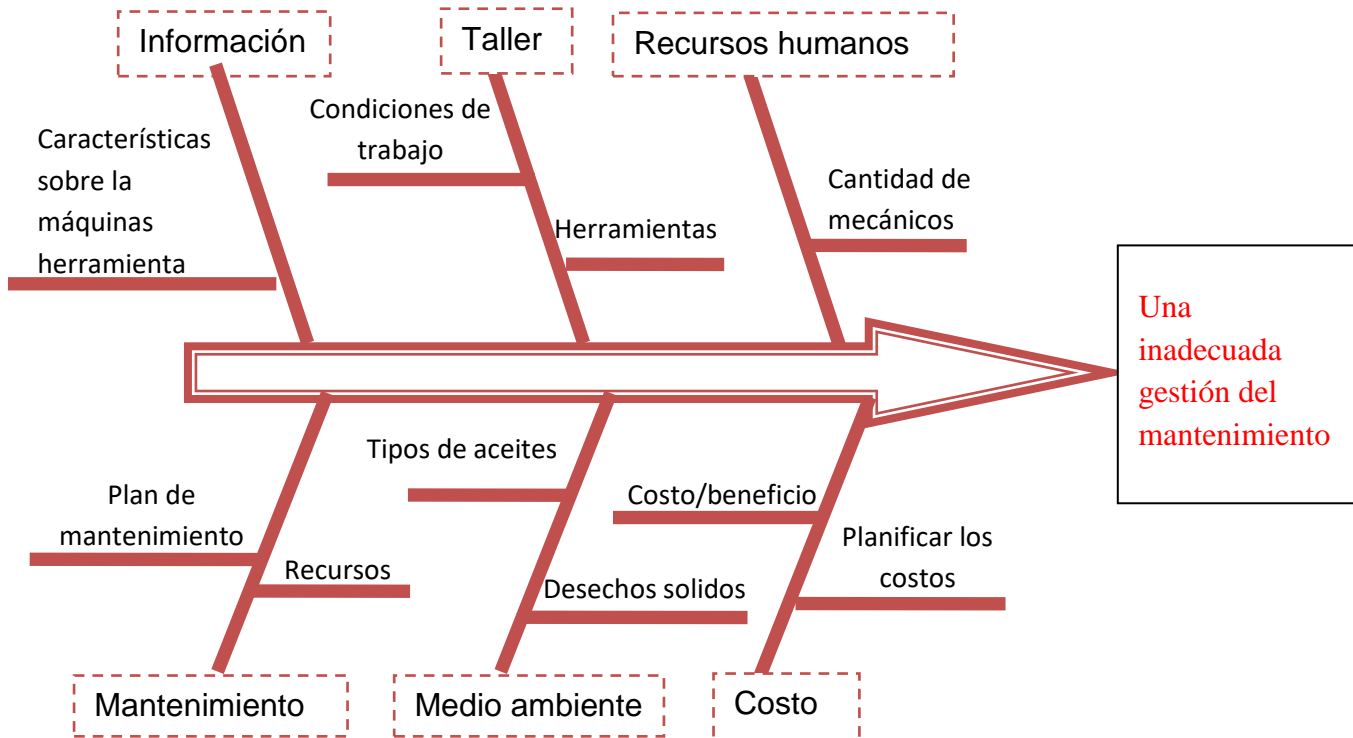 Información
Taller
Recursos humanos
Condiciones de
trabajo
Característicás
sobre la
máquinas
herramienta
Herramientas
Cantidad de
mecánicos
Una
inadecuada
gestión del
mantenimiento
Tipos de aceites
Plan de
mantenimiento
Recursos
Costo/beneficio
Desechos solidos
Planificar los
costos
Mantenimiento
Medio ambiente
Costo